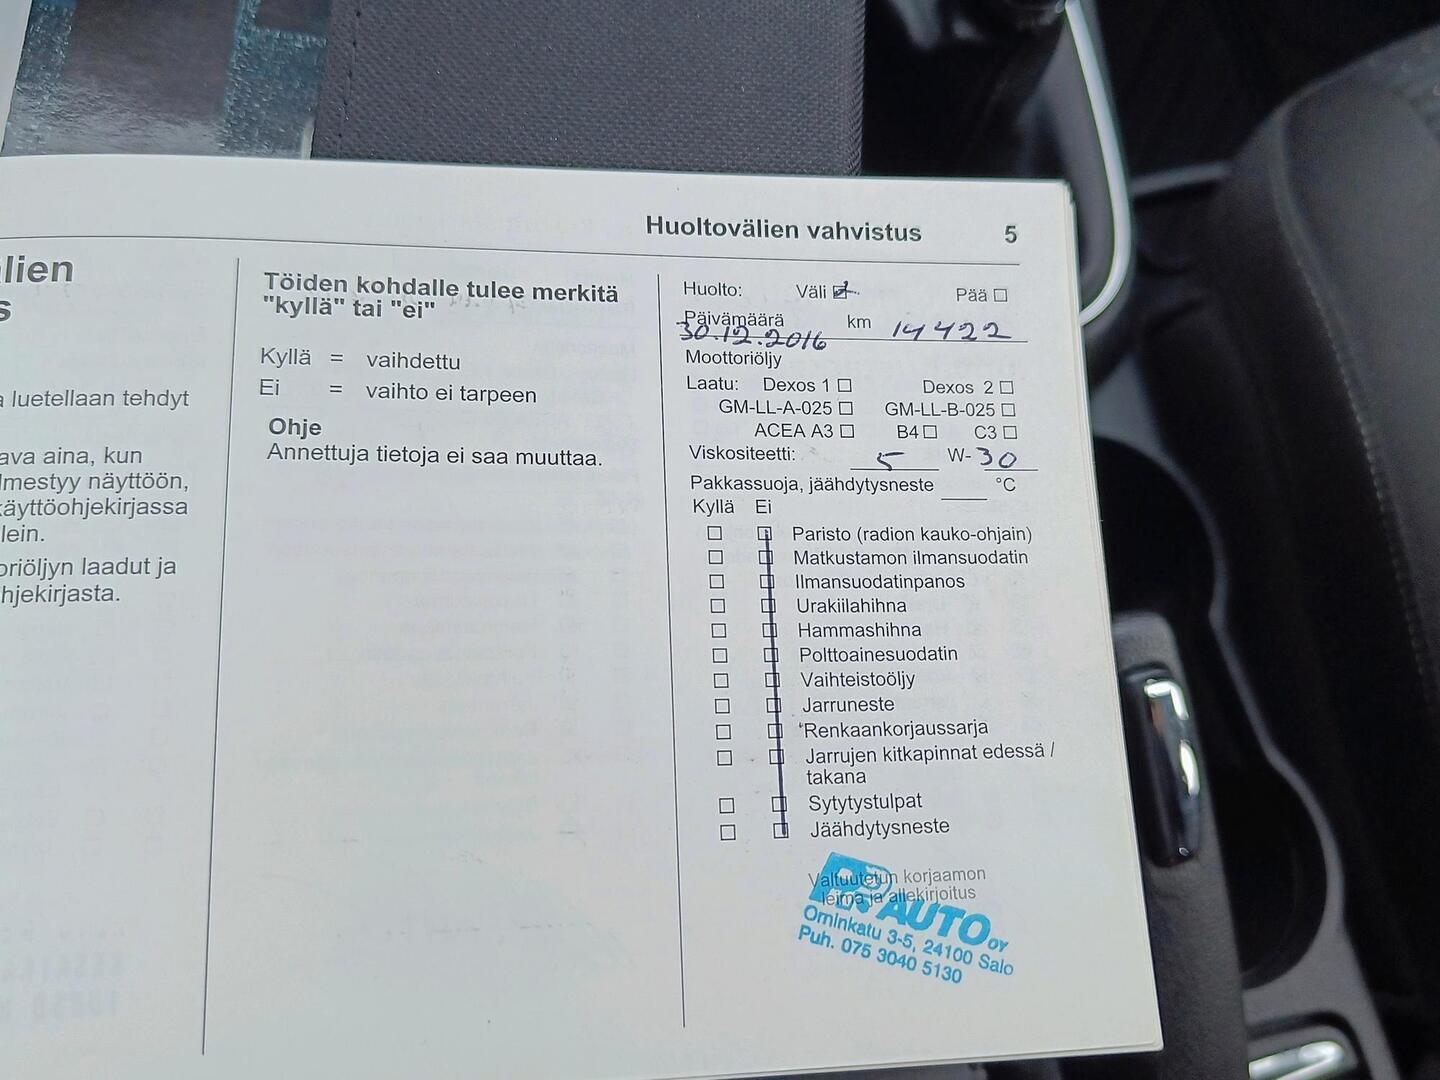 Huoltovälien vahvistus 5
lien
s
luetellaan tehdyt
ava aina, kun
lmestyy näyttöön,
käyttöohjekirjassa
lein.
oriöljyn laadut ja
hjekirjasta.
Töiden kohdalle tulee merkitä
"kyllä" tai "ei"
Kyllä = vaihdettu
Ei = vaihto ei tarpeen
Ohje
Annettuja tietoja ei saa muuttaa.
Huolto: Väli Pää
Päivämäärä km 14422
30.12.2016
Moottoriöljy
Laatu: Dexos 1 Dexos 2
GM-LL-A-025 GM-LL-B-025
ACEA A3 B4 C3
Viskositeetti: 5 W-30
Pakkassuoja, jäähdytysneste °C
Kyllä Ei
Paristo (radion kauko-ohjain)
Matkustamon ilmansuodatin
Ilmansuodatinpanos
Urakiilahihna
Hammashihna
Polttoainesuodatin
Vaihteistoöljy
Jarruneste
Renkaankorjaussarja
Jarrujen kitkapinnat edessä /
takana
Sytytystulpat
Jäähdytysneste
Valtuutetun korjaamon
leima ja allekirjoitus
AUTO OY
Ominkatu 3-5, 24100 Salo
Puh. 075 3040 5130